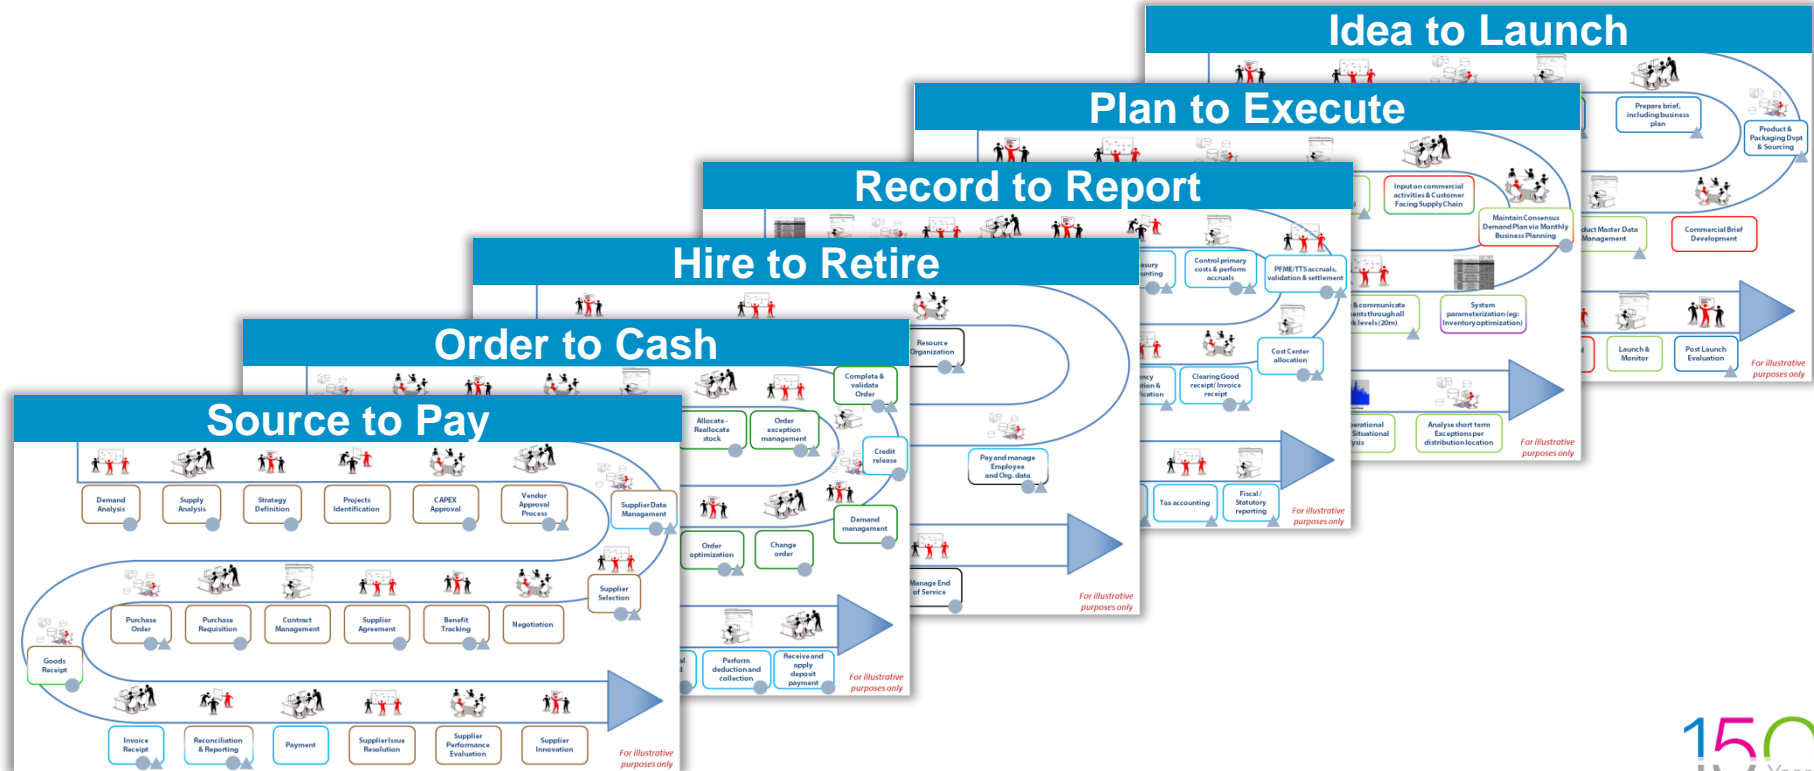 Idea to Launch
Prepare brief,
including business
plan
Product &
Packaging Dvpt
& Sourcing
Master Data
Management
Commercial Brief
Development
Launch &
Monitor
Post Launch
Evaluation
For illustrative
purposes only
Plan to Execute
Input on commercial
activities & Customer
Facing Supply Chain
Maintain Consensus
Demand Plan via Monthly
Business Planning
& communicate
through all
levels (20m)
System
parameterization (eg:
Inventory optimization)
Situational
Analyse short term
Exceptions per
distribution location
For illustrative
purposes only
Record to Report
Control primary
costs & perform
accruals
PFME/TTS accruals,
validation & settlement
Cost Center
allocation
Clearing Good
receipt/ Invoice
receipt
Tax accounting
Fiscal /
Statutory
reporting
For illustrative
purposes only
Hire to Retire
Resource
Organization
Pay and manage
Employee
and Org. data
Manage End
of Service
For illustrative
purposes only
Order to Cash
Complete &
validate
Order
Allocate -
Reallocate
stock
Order
exception
management
Credit
release
Demand
management
Order
optimization
Change
order
Perform
deduction and
collection
Receive and
apply
deposit
payment
For illustrative
purposes only
Source to Pay
Demand
Analysis
Supply
Analysis
Strategy
Definition
Projects
Identification
CAPEX
Approval
Vendor
Approval
Process
Supplier Data
Management
Supplier
Selection
Purchase
Order
Purchase
Requisition
Contract
Management
Supplier
Agreement
Benefit
Tracking
Negotiation
Goods
Receipt
Invoice
Receipt
Reconciliation
& Reporting
Payment
Supplier Issue
Resolution
Supplier
Performance
Evaluation
Supplier
Innovation
For illustrative
purposes only
150